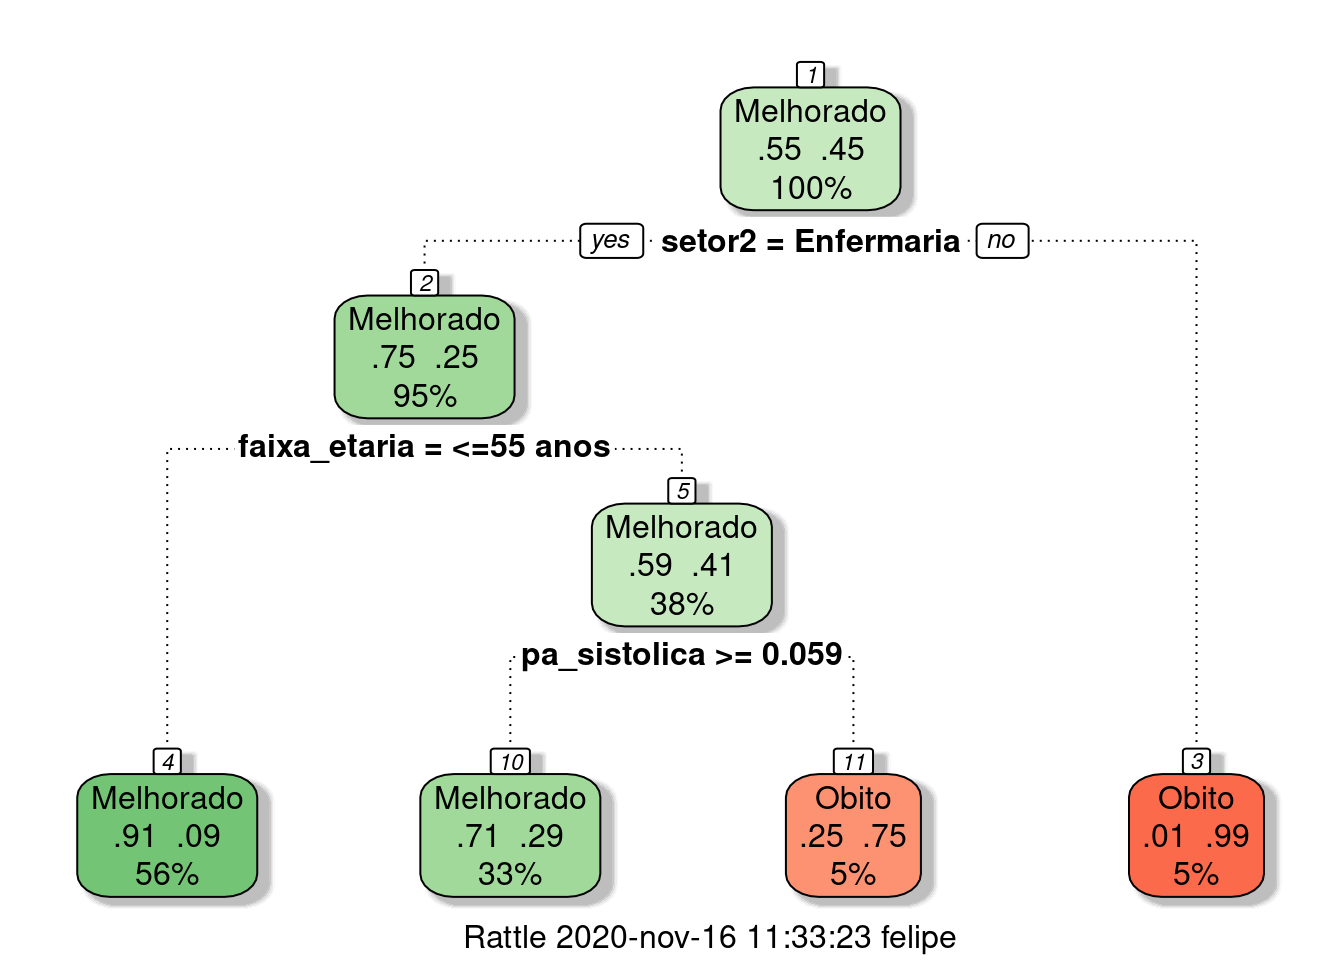 1
Melhorado
.55 .45
100%
yes setor2 = Enfermaria no
2
Melhorado
.75 .25
95%
faixa_etaria = <=55 anos
5
Melhorado
.59 .41
38%
pa_sistolica >= 0.059
4
Melhorado
.91 .09
56%
10
Melhorado
.71 .29
33%
11
Obito
.25 .75
5%
3
Obito
.01 .99
5%
Rattle 2020-nov-16 11:33:23 felipe